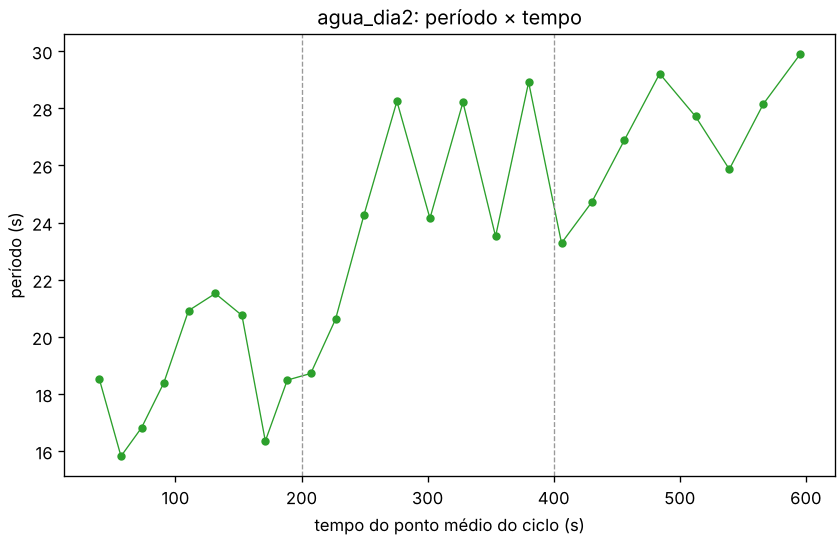 agua_dia2: período × tempo
30
28
26
24
22
20
18
16
período (s)
100 200 300 400 500 600
tempo do ponto médio do ciclo (s)